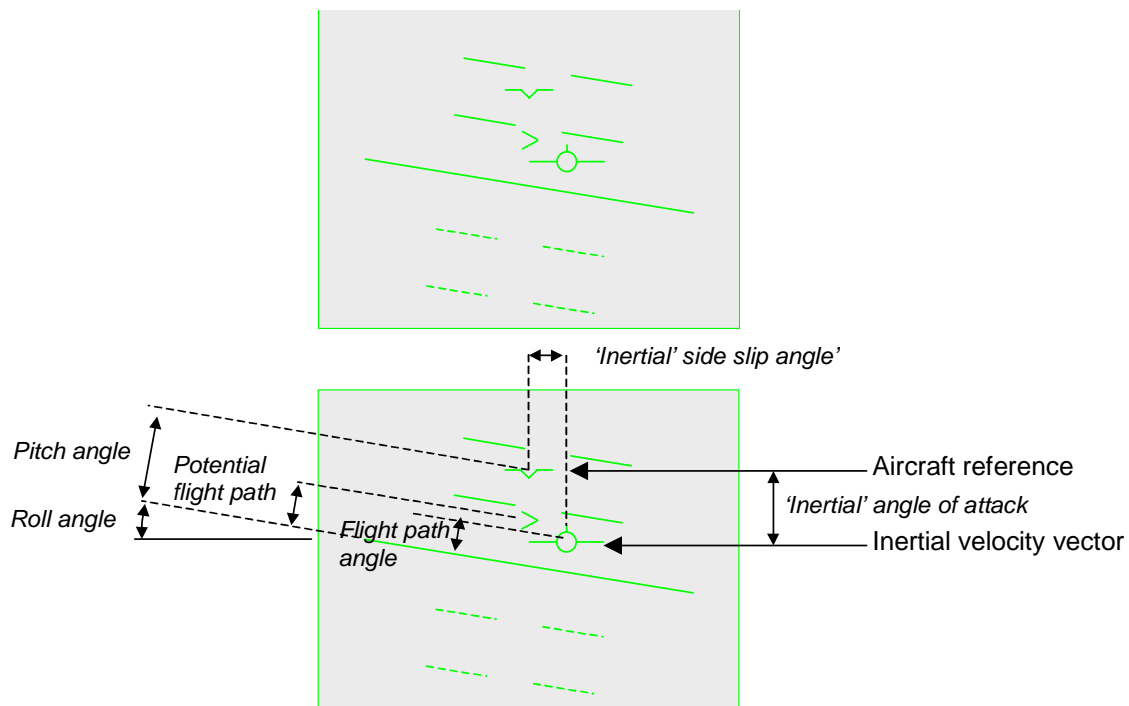 ‘Inertial’ side slip angle’
Pitch angle
Potential
flight path
Roll angle
Flight path
angle
Aircraft reference
‘Inertial’ angle of attack
Inertial velocity vector